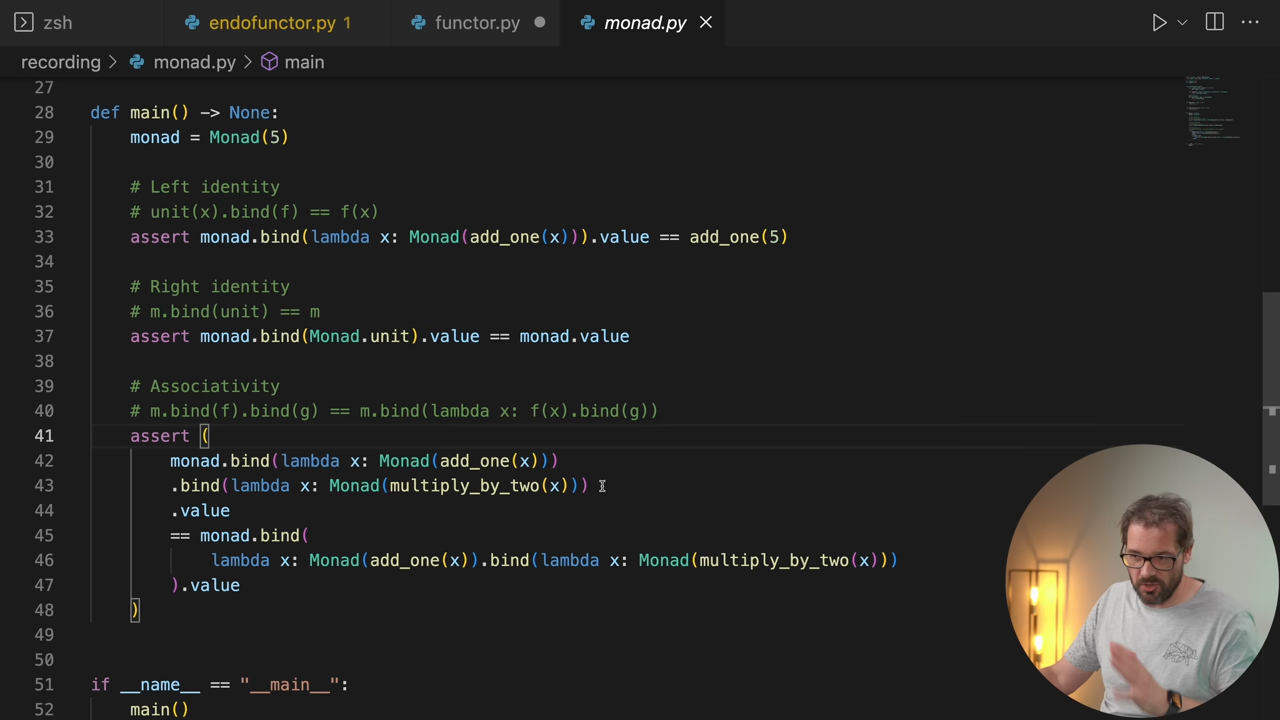 zsh
endofunctor.py 1
functor.py
monad.py
recording > monad.py > main
27
28 def main() -> None:
29 monad = Monad(5)
30
31 # Left identity
32 # unit(x).bind(f) == f(x)
33 assert monad.bind(lambda x: Monad(add_one(x))).value == add_one(5)
34
35 # Right identity
36 # m.bind(unit) == m
37 assert monad.bind(Monad.unit).value == monad.value
38
39 # Associativity
40 # m.bind(f).bind(g) == m.bind(lambda x: f(x).bind(g))
41 assert (
42 monad.bind(lambda x: Monad(add_one(x)))
43 .bind(lambda x: Monad(multiply_by_two(x)))
44 .value
45 == monad.bind(
46 lambda x: Monad(add_one(x)).bind(lambda x: Monad(multiply_by_two(x)))
47 ).value
48 )
49
50
51 if __name__ == "__main__":
52 main()